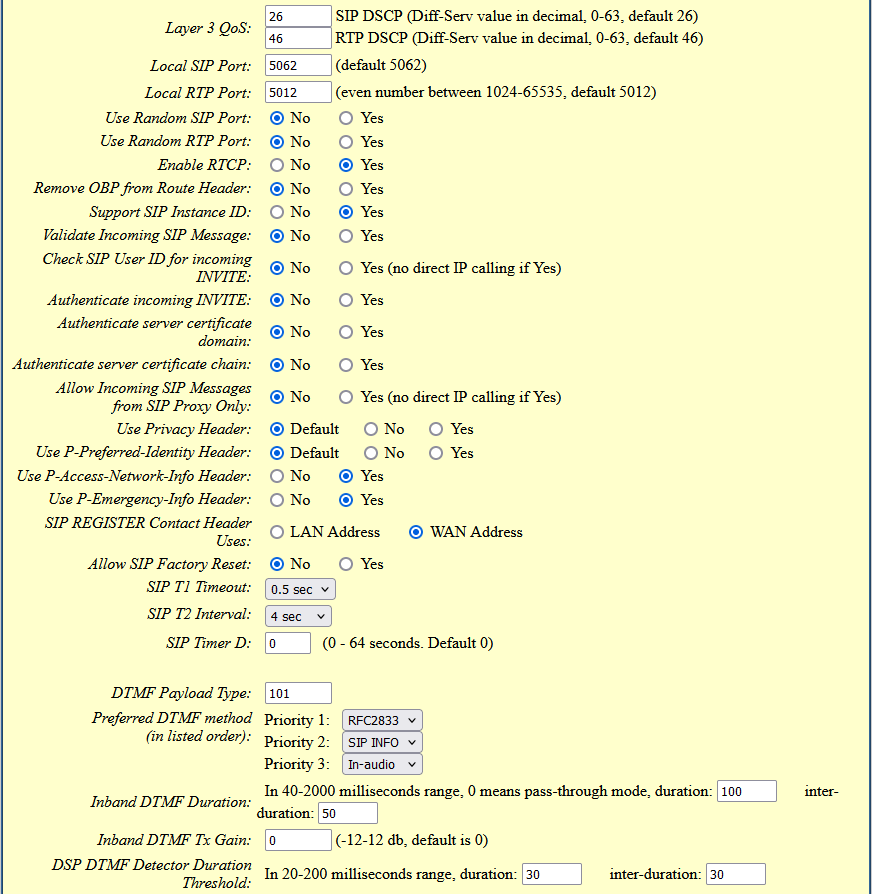 Layer 3 QoS: 26 SIP DSCP (Diff-Serv value in decimal, 0-63, default 26)
46 RTP DSCP (Diff-Serv value in decimal, 0-63, default 46)
Local SIP Port: 5062 (default 5062)
Local RTP Port: 5012 (even number between 1024-65535, default 5012)
Use Random SIP Port: No Yes
Use Random RTP Port: No Yes
Enable RTCP: No Yes
Remove OBP from Route Header: No Yes
Support SIP Instance ID: No Yes
Validate Incoming SIP Message: No Yes
Check SIP User ID for incoming
INVITE: No Yes (no direct IP calling if Yes)
Authenticate incoming INVITE: No Yes
Authenticate server certificate
domain: No Yes
Authenticate server certificate chain: No Yes
Allow Incoming SIP Messages
from SIP Proxy Only: No Yes (no direct IP calling if Yes)
Use Privacy Header: Default No Yes
Use P-Preferred-Identity Header: Default No Yes
Use P-Access-Network-Info Header: No Yes
Use P-Emergency-Info Header: No Yes
SIP REGISTER Contact Header
Uses: LAN Address WAN Address
Allow SIP Factory Reset: No Yes
SIP T1 Timeout: 0.5 sec
SIP T2 Interval: 4 sec
SIP Timer D: 0 (0 - 64 seconds. Default 0)
DTMF Payload Type: 101
Preferred DTMF method
(in listed order):
Priority 1: RFC2833
Priority 2: SIP INFO
Priority 3: In-audio
Inband DTMF Duration: In 40-2000 milliseconds range, 0 means pass-through mode, duration: 100 inter-
duration: 50
Inband DTMF Tx Gain: 0 (-12-12 db, default is 0)
DSP DTMF Detector Duration
Threshold: In 20-200 milliseconds range, duration: 30 inter-duration: 30